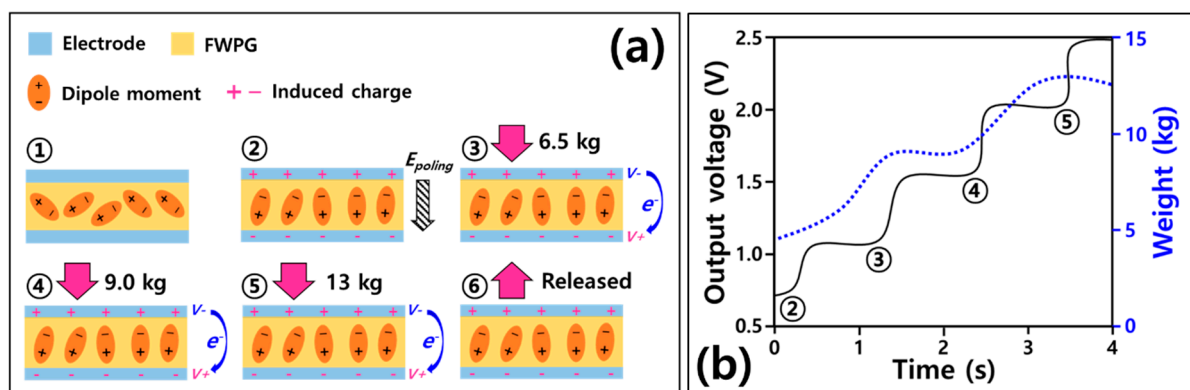 Electrode FWPG (a)
+ - Dipole moment + − Induced charge
① ② E_poling ③ 6.5 kg
V-
e-
V+
④ 9.0 kg ⑤ 13 kg ⑥ Released
V- V-
e- e-
V+ V+
Output voltage (V)
2.5
2.0
1.5
1.0
0.5
② ③ ④ ⑤
0 1 2 3 4
Time (s)
15
10
5
0
Weight (kg)
(b)